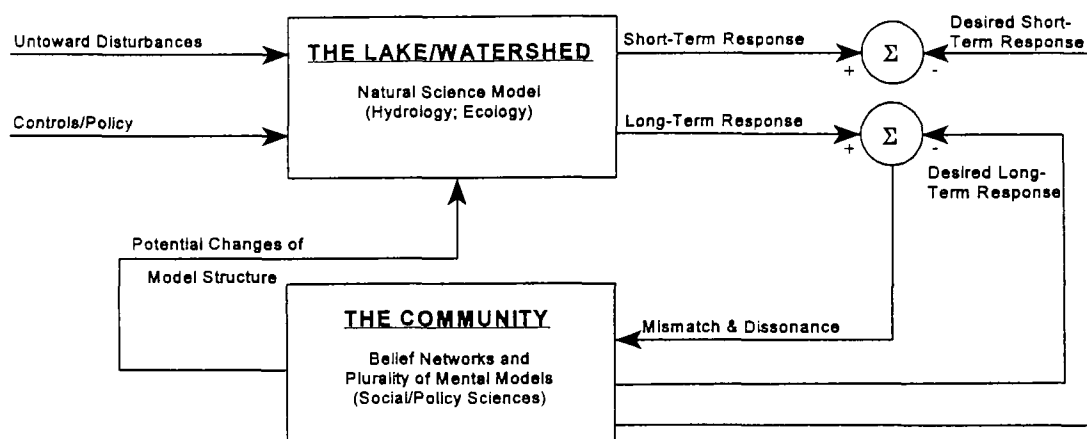 Untoward Disturbances
Controls/Policy
THE LAKE/WATERSHED
Natural Science Model
(Hydrology; Ecology)
Short-Term Response
Long-Term Response
Σ
+
-
Desired Short-
Term Response
Σ
+
-
Desired Long-
Term Response
Potential Changes of
Model Structure
THE COMMUNITY
Belief Networks and
Plurality of Mental Models
(Social/Policy Sciences)
Mismatch & Dissonance